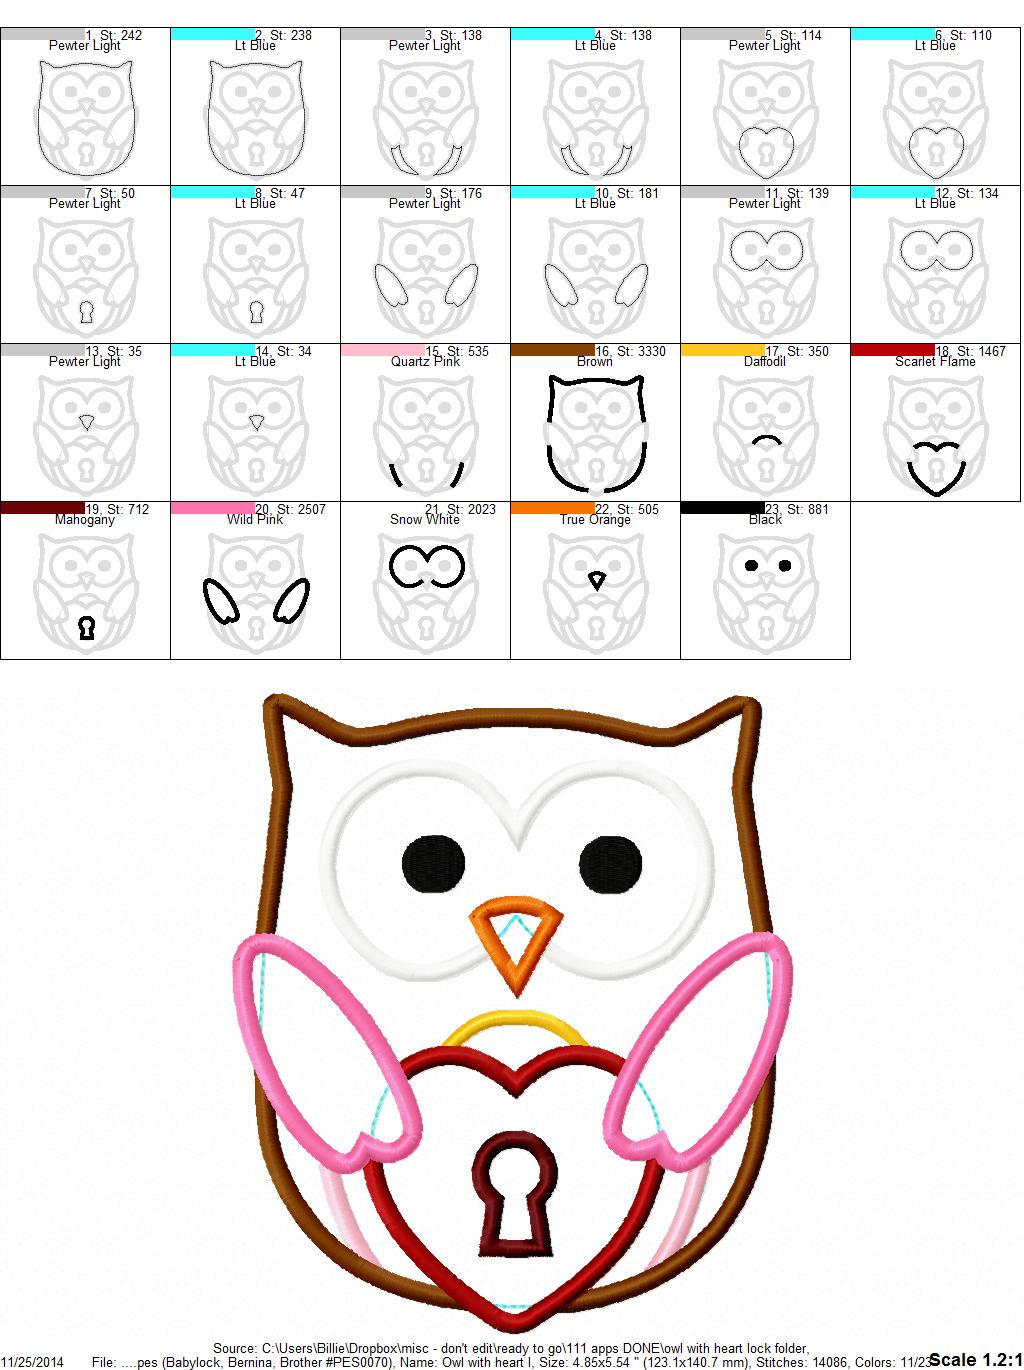 1, St: 242
Pewter Light
2, St: 238
Lt Blue
3, St: 138
Pewter Light
4, St: 138
Lt Blue
5, St: 114
Pewter Light
6, St: 110
Lt Blue
7, St: 50
Pewter Light
8, St: 47
Lt Blue
9, St: 176
Pewter Light
10, St: 181
Lt Blue
11, St: 139
Pewter Light
12, St: 134
Lt Blue
13, St: 35
Pewter Light
14, St: 34
Lt Blue
15, St: 535
Quartz Pink
16, St: 3330
Brown
17, St: 350
Daffodil
18, St: 1467
Scarlet Flame
19, St: 712
Mahogany
20, St: 2507
Wild Pink
21, St: 2023
Snow White
22, St: 505
True Orange
23, St: 881
Black
Source: C:\Users\Billie\Dropbox\misc - don't edit\ready to go\111 apps DONE\owl with heart lock folder,
11/25/2014 File: ....pes (Babylock, Bernina, Brother #PES0070), Name: Owl with heart l, Size: 4.85x5.54 " (123.1x140.7 mm), Stitches: 14086, Colors: 11/23 Scale 1.2:1